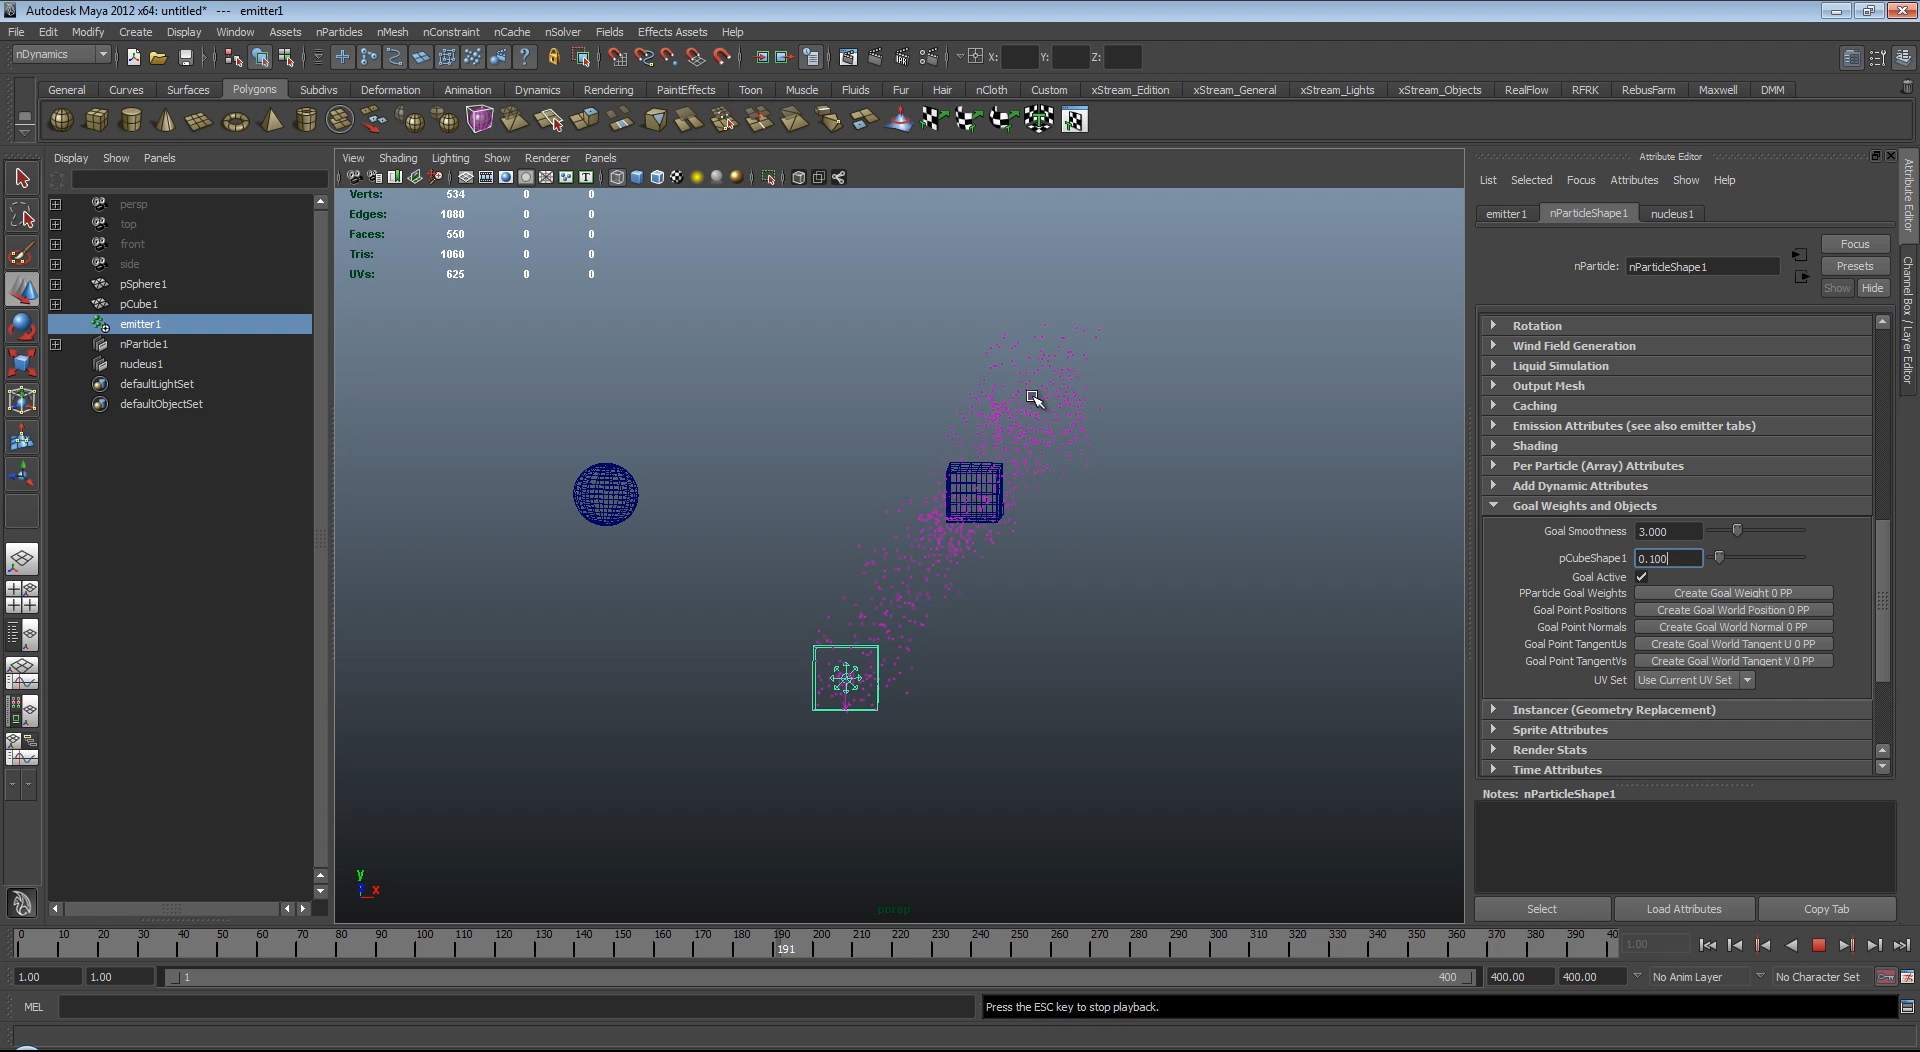 Autodesk Maya 2012 x64: untitled* --- emitter1
File Edit Modify Create Display Window Assets nParticles nMesh nConstraint nCache nSolver Fields Effects Assets Help
nDynamics X: Y: Z:
General Curves Surfaces Polygons Subdivs Deformation Animation Dynamics Rendering PaintEffects Toon Muscle Fluids Fur Hair nCloth Custom xStream_Edition xStream_General xStream_Lights xStream_Objects RealFlow RFRK RebusFarm Maxwell DMM
Display Show Panels
persp
top
front
side
pSphere1
pCube1
emitter1
nParticle1
nucleus1
defaultLightSet
defaultObjectSet
View Shading Lighting Show Renderer Panels
Verts: 534 0 0
Edges: 1080 0 0
Faces: 550 0 0
Tris: 1060 0 0
UVs: 625 0 0
y
z x
persp
Attribute Editor
List Selected Focus Attributes Show Help
emitter1 nParticleShape1 nucleus1
Focus
nParticle: nParticleShape1 Presets
Show Hide
Rotation
Wind Field Generation
Liquid Simulation
Output Mesh
Caching
Emission Attributes (see also emitter tabs)
Shading
Per Particle (Array) Attributes
Add Dynamic Attributes
Goal Weights and Objects
Goal Smoothness 3.000
pCubeShape1 0.100
Goal Active
PParticle Goal Weights Create Goal Weight 0 PP
Goal Point Positions Create Goal World Position 0 PP
Goal Point Normals Create Goal World Normal 0 PP
Goal Point TangentUs Create Goal World Tangent U 0 PP
Goal Point TangentVs Create Goal World Tangent V 0 PP
UV Set Use Current UV Set
Instancer (Geometry Replacement)
Sprite Attributes
Render Stats
Time Attributes
Notes: nParticleShape1
Select Load Attributes Copy Tab
Attribute Editor
Channel Box / Layer Editor
0 10 20 30 40 50 60 70 80 90 100 110 120 130 140 150 160 170 180 190 200 210 220 230 240 250 260 270 280 290 300 310 320 330 340 350 360 370 380 390 40
191
1.00
1.00 1.00 1 400 400.00 400.00 No Anim Layer No Character Set
MEL Press the ESC key to stop playback.